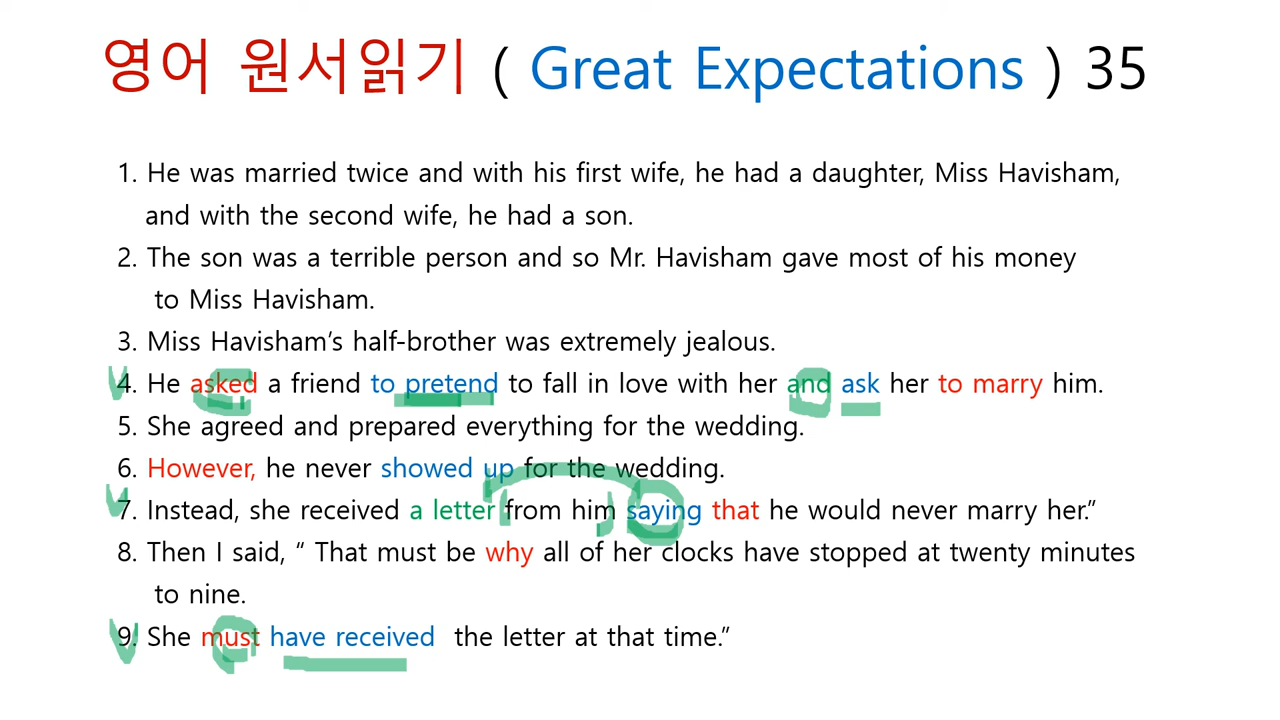 영어 원서읽기 ( Great Expectations ) 35
1. He was married twice and with his first wife, he had a daughter, Miss Havisham,
and with the second wife, he had a son.
2. The son was a terrible person and so Mr. Havisham gave most of his money
to Miss Havisham.
3. Miss Havisham’s half-brother was extremely jealous.
4. He asked a friend to pretend to fall in love with her and ask her to marry him.
5. She agreed and prepared everything for the wedding.
6. However, he never showed up for the wedding.
7. Instead, she received a letter from him saying that he would never marry her.”
8. Then I said, “ That must be why all of her clocks have stopped at twenty minutes
to nine.
9. She must have received the letter at that time.”